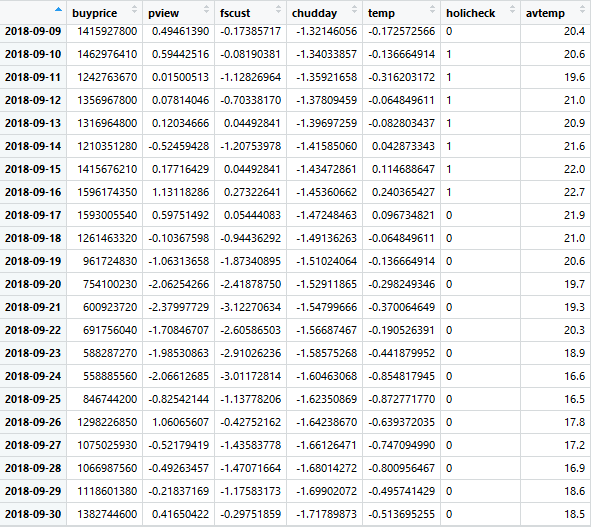 buyprice pview fscust chudday temp holicheck avtemp
2018-09-09 1415927800 0.49461390 -0.17385717 -1.32146056 -0.172572566 0 20.4
2018-09-10 1462976410 0.59442516 -0.08190381 -1.34033857 -0.136664914 1 20.6
2018-09-11 1242763670 0.01500513 -1.12826964 -1.35921658 -0.316203172 1 19.6
2018-09-12 1356967800 0.07814046 -0.70338170 -1.37809459 -0.064849611 1 21.0
2018-09-13 1316964800 0.12034666 0.04492841 -1.39697259 -0.082803437 1 20.9
2018-09-14 1210351280 -0.52459428 -1.20753978 -1.41585060 0.042873343 1 21.6
2018-09-15 1415676210 0.17716429 0.04492841 -1.43472861 0.114688647 1 22.0
2018-09-16 1596174350 1.13118286 0.27322641 -1.45360662 0.240365427 1 22.7
2018-09-17 1593005540 0.59751492 0.05444083 -1.47248463 0.096734821 0 21.9
2018-09-18 1261463320 -0.10367598 -0.94436292 -1.49136263 -0.064849611 0 21.0
2018-09-19 961724830 -1.06313658 -1.87340895 -1.51024064 -0.136664914 0 20.6
2018-09-20 754100230 -2.06254266 -2.41878750 -1.52911865 -0.298249346 0 19.7
2018-09-21 600923720 -2.37997729 -3.12270634 -1.54799666 -0.370064649 0 19.3
2018-09-22 691756040 -1.70846707 -2.60586503 -1.56687467 -0.190526391 0 20.3
2018-09-23 588287270 -1.98530863 -2.91026236 -1.58575268 -0.441879952 0 18.9
2018-09-24 558885560 -2.06612685 -3.01172814 -1.60463068 -0.854817945 0 16.6
2018-09-25 846744200 -0.82542144 -1.13778206 -1.62350869 -0.872771770 0 16.5
2018-09-26 1298226850 1.06065607 -0.42752162 -1.64238670 -0.639372035 0 17.8
2018-09-27 1075025930 -0.52179419 -1.43583778 -1.66126471 -0.747094990 0 17.2
2018-09-28 1066987560 -0.49263457 -1.47071664 -1.68014272 -0.800956467 0 16.9
2018-09-29 1118601380 -0.21837169 -1.17583173 -1.69902072 -0.495741429 0 18.6
2018-09-30 1382744600 0.41650422 -0.29751859 -1.71789873 -0.513695255 0 18.5